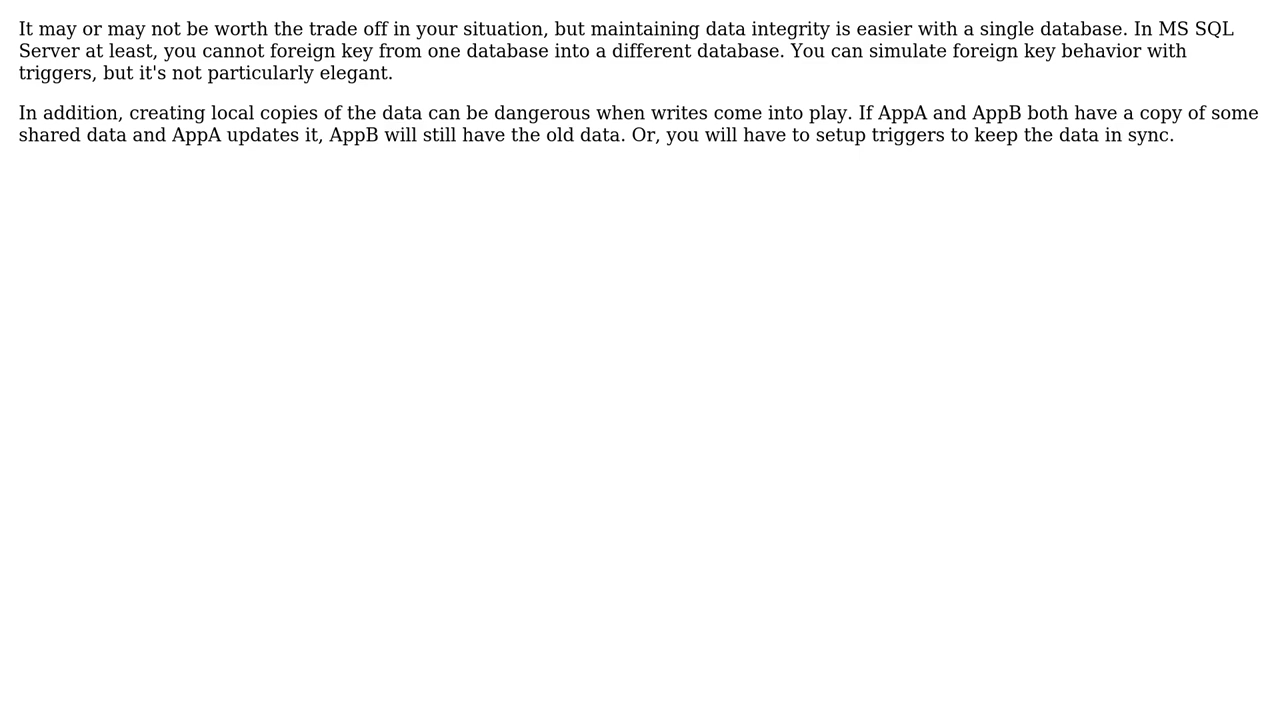 It may or may not be worth the trade off in your situation, but maintaining data integrity is easier with a single database. In MS SQL
Server at least, you cannot foreign key from one database into a different database. You can simulate foreign key behavior with
triggers, but it's not particularly elegant.
In addition, creating local copies of the data can be dangerous when writes come into play. If AppA and AppB both have a copy of some
shared data and AppA updates it, AppB will still have the old data. Or, you will have to setup triggers to keep the data in sync.